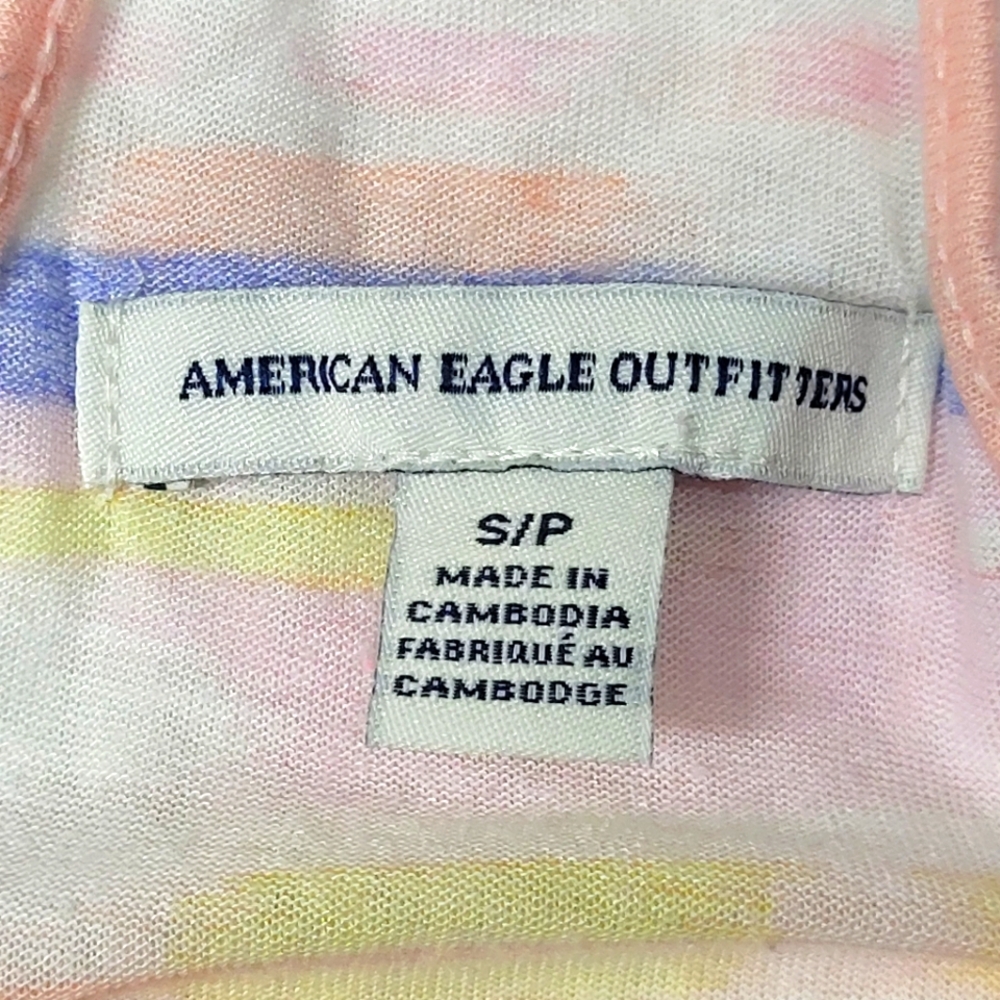 AMERICAN EAGLE OUTFITTERS
S/P
MADE IN
CAMBODIA
FABRIQUÉ AU
CAMBODGE